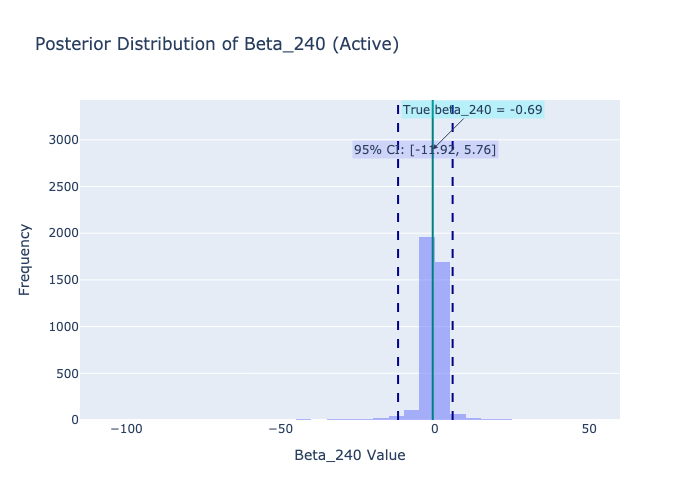 Posterior Distribution of Beta_240 (Active)
True beta_240 = -0.69
95% CI: [-11.92, 5.76]
3000
2500
2000
1500
1000
500
0
Frequency
−100
−50
0
50
Beta_240 Value